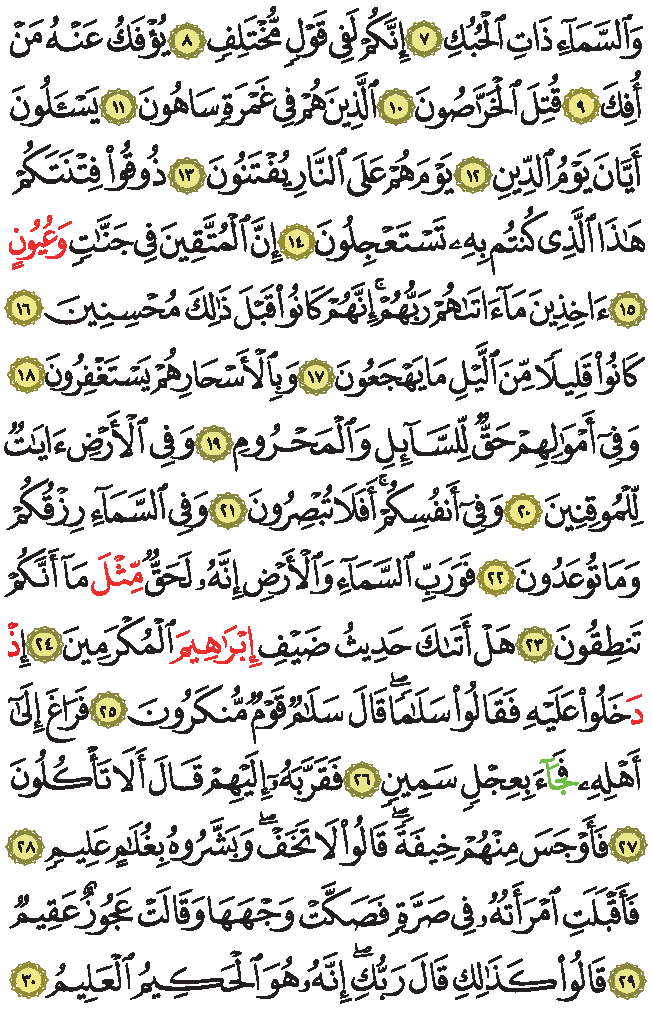 وَٱلسَّمَآءِ ذَاتِ ٱلْحُبُكِ ٧ إِنَّكُمْ لَفِى قَوْلٍ مُّخْتَلِفٍ ٨ يُؤْفَكُ عَنْهُ مَنْ
أُفِكَ ٩ قُتِلَ ٱلْخَرَّٰصُونَ ١٠ ٱلَّذِينَ هُمْ فِى غَمْرَةٍ سَاهُونَ ١١ يَسْـَٔلُونَ
أَيَّانَ يَوْمُ ٱلدِّينِ ١٢ يَوْمَ هُمْ عَلَى ٱلنَّارِ يُفْتَنُونَ ١٣ ذُوقُوا۟ فِتْنَتَكُمْ
هَٰذَا ٱلَّذِى كُنتُم بِهِۦ تَسْتَعْجِلُونَ ١٤ إِنَّ ٱلْمُتَّقِينَ فِى جَنَّٰتٍ وَعُيُونٍ
١٥ ءَاخِذِينَ مَآ ءَاتَىٰهُمْ رَبُّهُمْ ۚ إِنَّهُمْ كَانُوا۟ قَبْلَ ذَٰلِكَ مُحْسِنِينَ ١٦
كَانُوا۟ قَلِيلًا مِّنَ ٱلَّيْلِ مَا يَهْجَعُونَ ١٧ وَبِٱلْأَسْحَارِ هُمْ يَسْتَغْفِرُونَ ١٨
وَفِىٓ أَمْوَٰلِهِمْ حَقٌّ لِّلسَّآئِلِ وَٱلْمَحْرُومِ ١٩ وَفِى ٱلْأَرْضِ ءَايَٰتٌ
لِّلْمُوقِنِينَ ٢٠ وَفِىٓ أَنفُسِكُمْ ۚ أَفَلَا تُبْصِرُونَ ٢١ وَفِى ٱلسَّمَآءِ رِزْقُكُمْ
وَمَا تُوعَدُونَ ٢٢ فَوَرَبِّ ٱلسَّمَآءِ وَٱلْأَرْضِ إِنَّهُۥ لَحَقٌّ مِّثْلَ مَآ أَنَّكُمْ
تَنطِقُونَ ٢٣ هَلْ أَتَىٰكَ حَدِيثُ ضَيْفِ إِبْرَٰهِيمَ ٱلْمُكْرَمِينَ ٢٤ إِذْ
دَخَلُوا۟ عَلَيْهِ فَقَالُوا۟ سَلَٰمًا ۖ قَالَ سَلَٰمٌ قَوْمٌ مُّنكَرُونَ ٢٥ فَرَاغَ إِلَىٰٓ
أَهْلِهِۦ فَجَآءَ بِعِجْلٍ سَمِينٍ ٢٦ فَقَرَّبَهُۥٓ إِلَيْهِمْ قَالَ أَلَا تَأْكُلُونَ
٢٧ فَأَوْجَسَ مِنْهُمْ خِيفَةً ۖ قَالُوا۟ لَا تَخَفْ ۖ وَبَشَّرُوهُ بِغُلَٰمٍ عَلِيمٍ ٢٨
فَأَقْبَلَتِ ٱمْرَأَتُهُۥ فِى صَرَّةٍ فَصَكَّتْ وَجْهَهَا وَقَالَتْ عَجُوزٌ عَقِيمٌ
٢٩ قَالُوا۟ كَذَٰلِكِ قَالَ رَبُّكِ ۖ إِنَّهُۥ هُوَ ٱلْحَكِيمُ ٱلْعَلِيمُ ٣٠